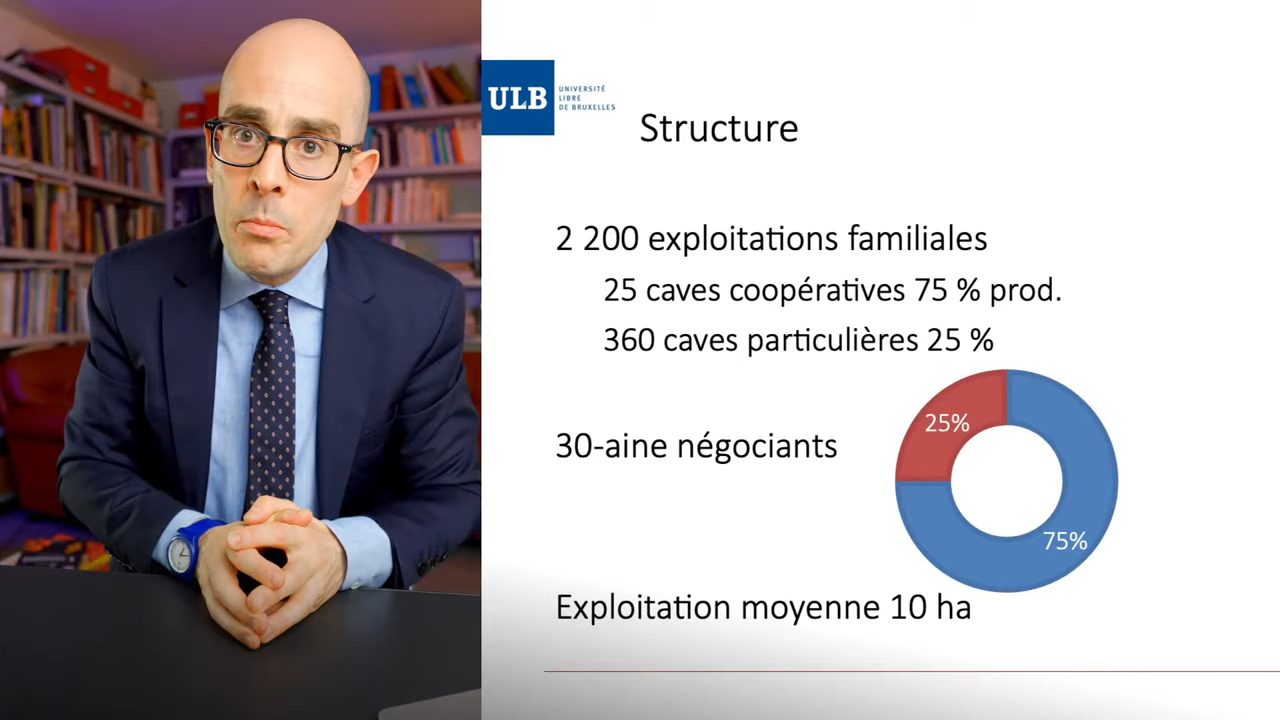 ULB
UNIVERSITÉ
LIBRE
DE BRUXELLES
Structure
2 200 exploitations familiales
25 caves coopératives 75 % prod.
360 caves particulières 25 %
25%
30-aine négociants
75%
Exploitation moyenne 10 ha